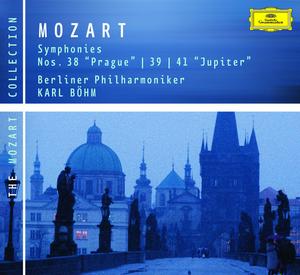 MOZART
Symphonies
Nos. 38 "Prague" | 39 | 41 "Jupiter"
Berliner Philharmoniker
KARL BÖHM
THE MOZART COLLECTION